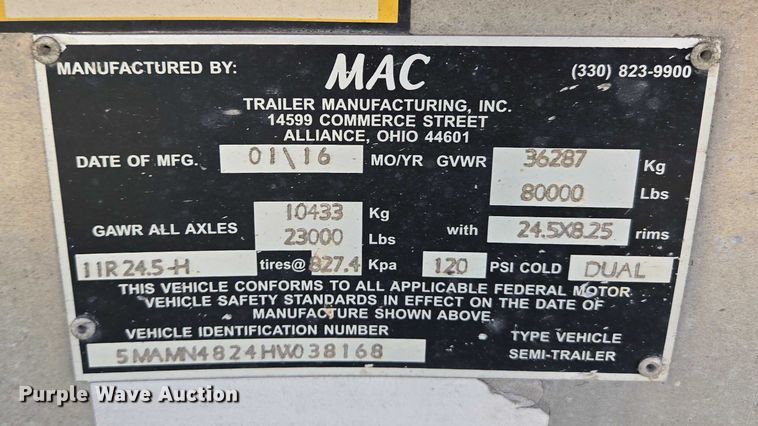 MANUFACTURED BY: MAC (330) 823-9900
TRAILER MANUFACTURING, INC.
14599 COMMERCE STREET
ALLIANCE, OHIO 44601
DATE OF MFG. 01\16 MO/YR GVWR 36287 Kg
80000 Lbs
GAWR ALL AXLES 10433 Kg
23000 Lbs with 24.5X8.25 rims
11R24.5-H tires@ 827.4 Kpa 120 PSI COLD DUAL
THIS VEHICLE CONFORMS TO ALL APPLICABLE FEDERAL MOTOR
VEHICLE SAFETY STANDARDS IN EFFECT ON THE DATE OF
MANUFACTURE SHOWN ABOVE
VEHICLE IDENTIFICATION NUMBER TYPE VEHICLE
5MAMN4824HW038168 SEMI-TRAILER
Purple Wave Auction